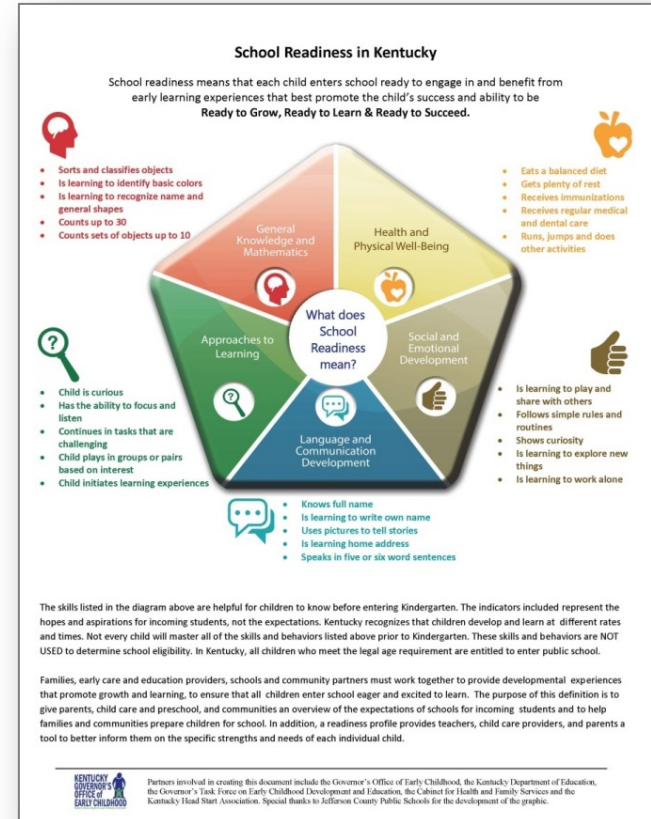 School Readiness in Kentucky
School readiness means that each child enters school ready to engage in and benefit from
early learning experiences that best promote the child's success and ability to be
Ready to Grow, Ready to Learn & Ready to Succeed.
• Sorts and classifies objects
• Is learning to identify basic colors
• Is learning to recognize name and
general shapes
• Counts up to 30
• Counts sets of objects up to 10
• Eats a balanced diet
• Gets plenty of rest
• Receives immunizations
• Receives regular medical
and dental care
• Runs, jumps and does
other activities
General
Knowledge and
Mathematics
Health and
Physical Well-Being
What does
School
Readiness
mean?
Approaches to
Learning
Social and
Emotional
Development
Language and
Communication
Development
?
• Child is curious
• Has the ability to focus and
listen
• Continues in tasks that are
challenging
• Child plays in groups or pairs
based on interest
• Child initiates learning experiences
• Is learning to play and
share with others
• Follows simple rules and
routines
• Shows curiosity
• Is learning to explore new
things
• Is learning to work alone
• Knows full name
• Is learning to write own name
• Uses pictures to tell stories
• Is learning home address
• Speaks in five or six word sentences
The skills listed in the diagram above are helpful for children to know before entering Kindergarten. The indicators included represent the
hopes and aspirations for incoming students, not the expectations. Kentucky recognizes that children develop and learn at different rates
and times. Not every child will master all of the skills and behaviors listed above prior to Kindergarten. These skills and behaviors are NOT
USED to determine school eligibility. In Kentucky, all children who meet the legal age requirement are entitled to enter public school.
Families, early care and education providers, schools and community partners must work together to provide developmental experiences
that promote growth and learning, to ensure that all children enter school eager and excited to learn. The purpose of this definition is to
give parents, child care and preschool, and communities an overview of the expectations of schools for incoming students and to help
families and communities prepare children for school. In addition, a readiness profile provides teachers, child care providers, and parents a
tool to better inform them on the specific strengths and needs of each individual child.
KENTUCKY
GOVERNOR'S
OFFICE of
EARLY CHILDHOOD
Partners involved in creating this document include the Governor's Office of Early Childhood, the Kentucky Department of Education,
the Governor's Task Force on Early Childhood Development and Education, the Cabinet for Health and Family Services and the
Kentucky Head Start Association. Special thanks to Jefferson County Public Schools for the development of the graphic.